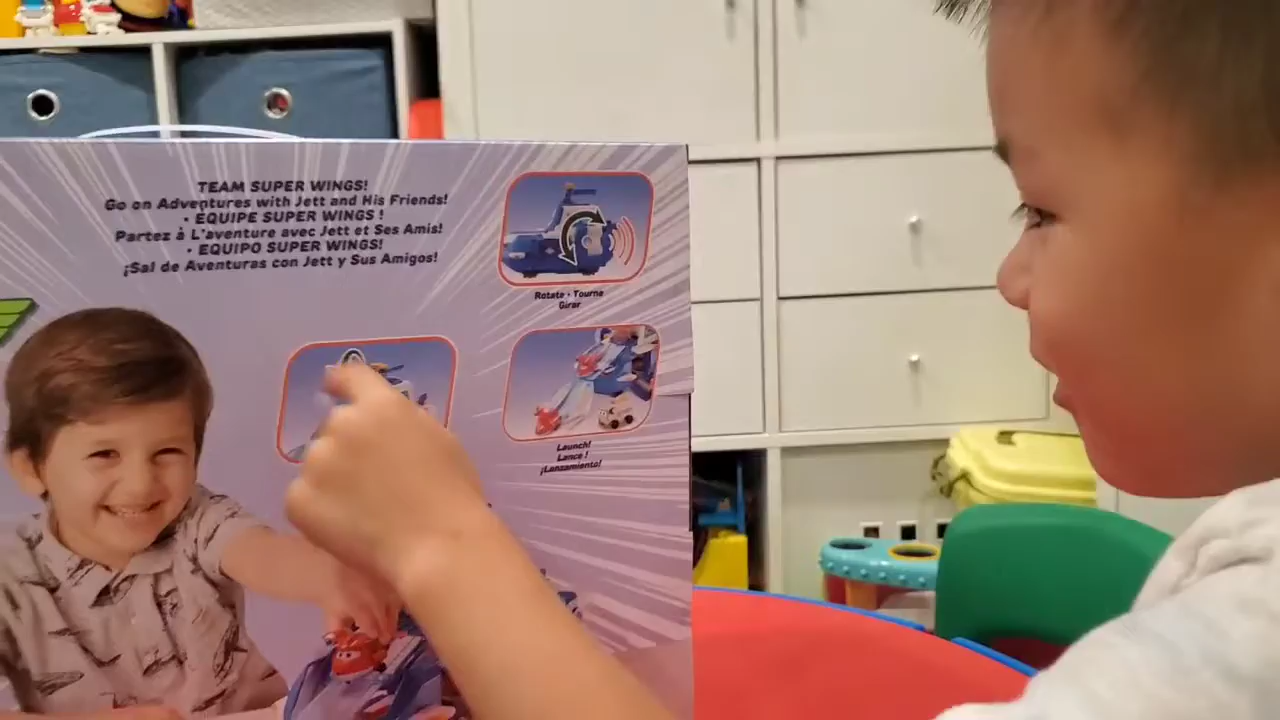 TEAM SUPER WINGS!
Go on Adventures with Jett and His Friends!
• EQUIPE SUPER WINGS !
Partez à L'aventure avec Jett et Ses Amis!
• EQUIPO SUPER WINGS!
¡Sal de Aventuras con Jett y Sus Amigos!
Rotate • Tourne
Girar
Launch!
Lance !
¡Lanzamiento!